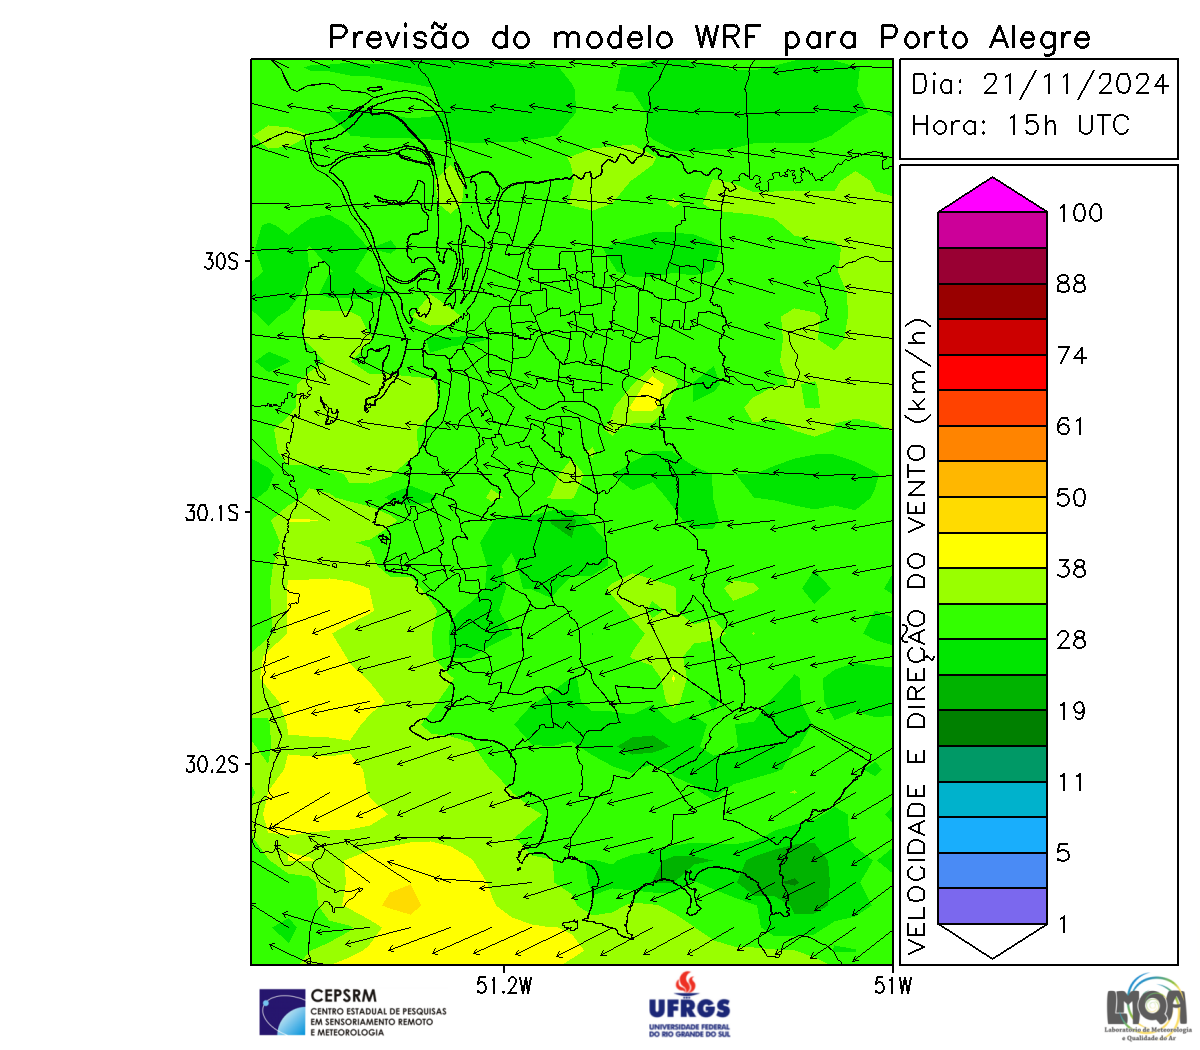 Previsão do modelo WRF para Porto Alegre
Dia: 21/11/2024
Hora: 15h UTC
30S
30.1S
30.2S
51.2W
51W
VELOCIDADE E DIREÇÃO DO VENTO (km/h)
100
88
74
61
50
38
28
19
11
5
1
CEPSRM
CENTRO ESTADUAL DE PESQUISAS
EM SENSORIAMENTO REMOTO
E METEOROLOGIA
UFRGS
UNIVERSIDADE FEDERAL
DO RIO GRANDE DO SUL
LMQA
Laboratório de Meteorologia
e Qualidade do Ar